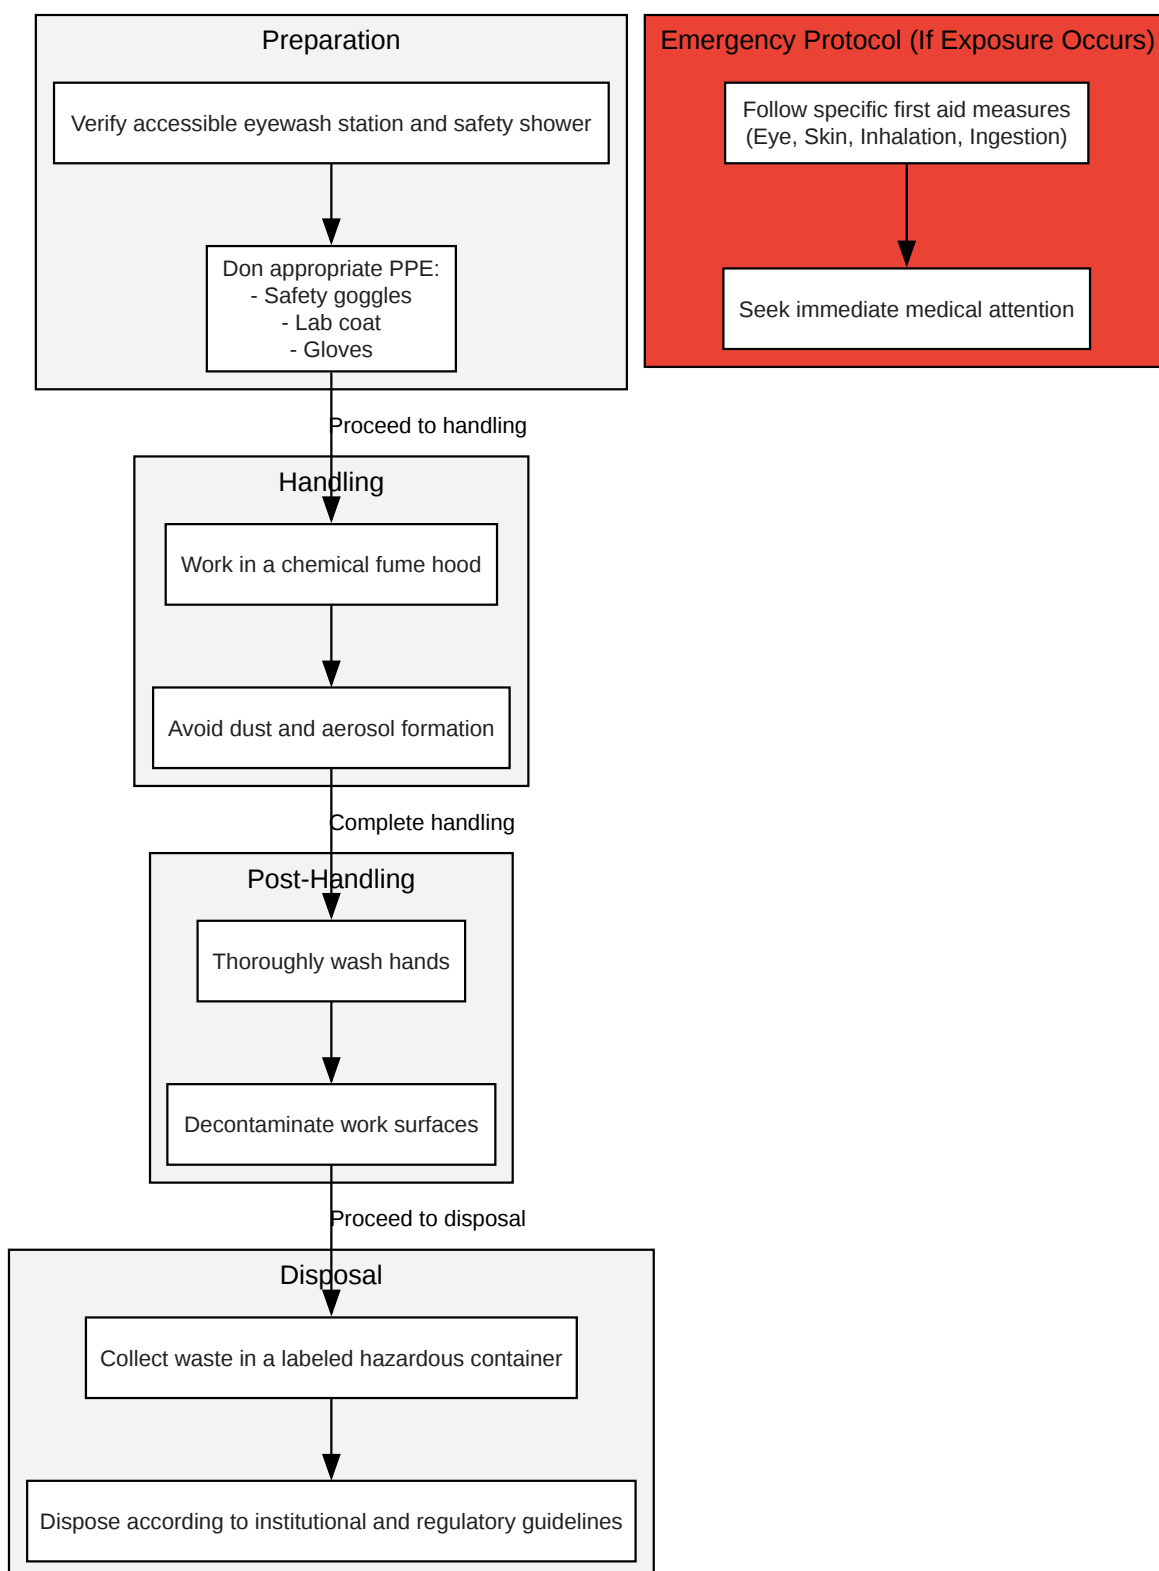 Preparation
Verify accessible eyewash station and safety shower
Don appropriate PPE:
- Safety goggles
- Lab coat
- Gloves
Proceed to handling
Handling
Work in a chemical fume hood
Avoid dust and aerosol formation
Complete handling
Post-Handling
Thoroughly wash hands
Decontaminate work surfaces
Proceed to disposal
Disposal
Collect waste in a labeled hazardous container
Dispose according to institutional and regulatory guidelines
Emergency Protocol (If Exposure Occurs)
Follow specific first aid measures
(Eye, Skin, Inhalation, Ingestion)
Seek immediate medical attention